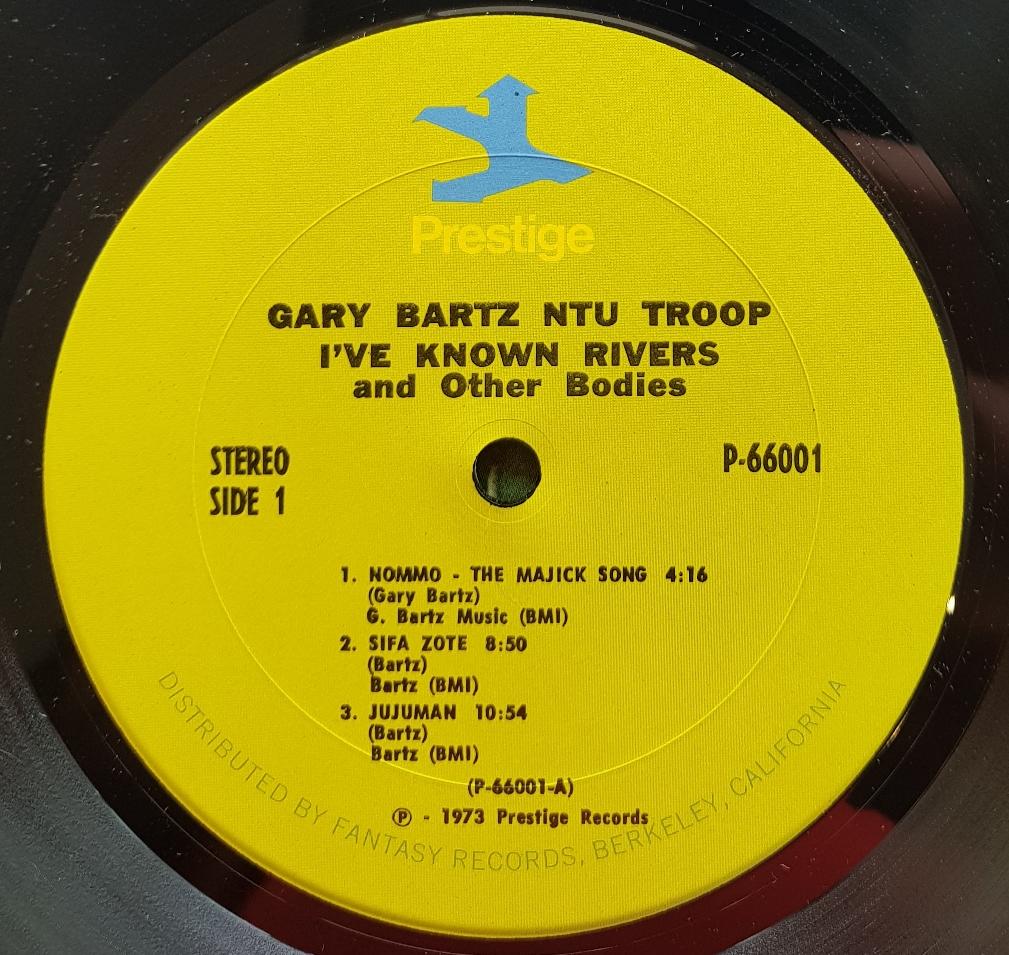 Prestige
GARY BARTZ NTU TROOP
I'VE KNOWN RIVERS
and Other Bodies
STEREO
SIDE 1
P-66001
1. NOMMO - THE MAJICK SONG 4:16
(Gary Bartz)
G. Bartz Music (BMI)
2. SIFA ZOTE 8:50
(Bartz)
Bartz (BMI)
3. JUJUMAN 10:54
(Bartz)
Bartz (BMI)
(P-66001-A)
Ⓟ - 1973 Prestige Records
DISTRIBUTED BY FANTASY RECORDS, BERKELEY, CALIFORNIA